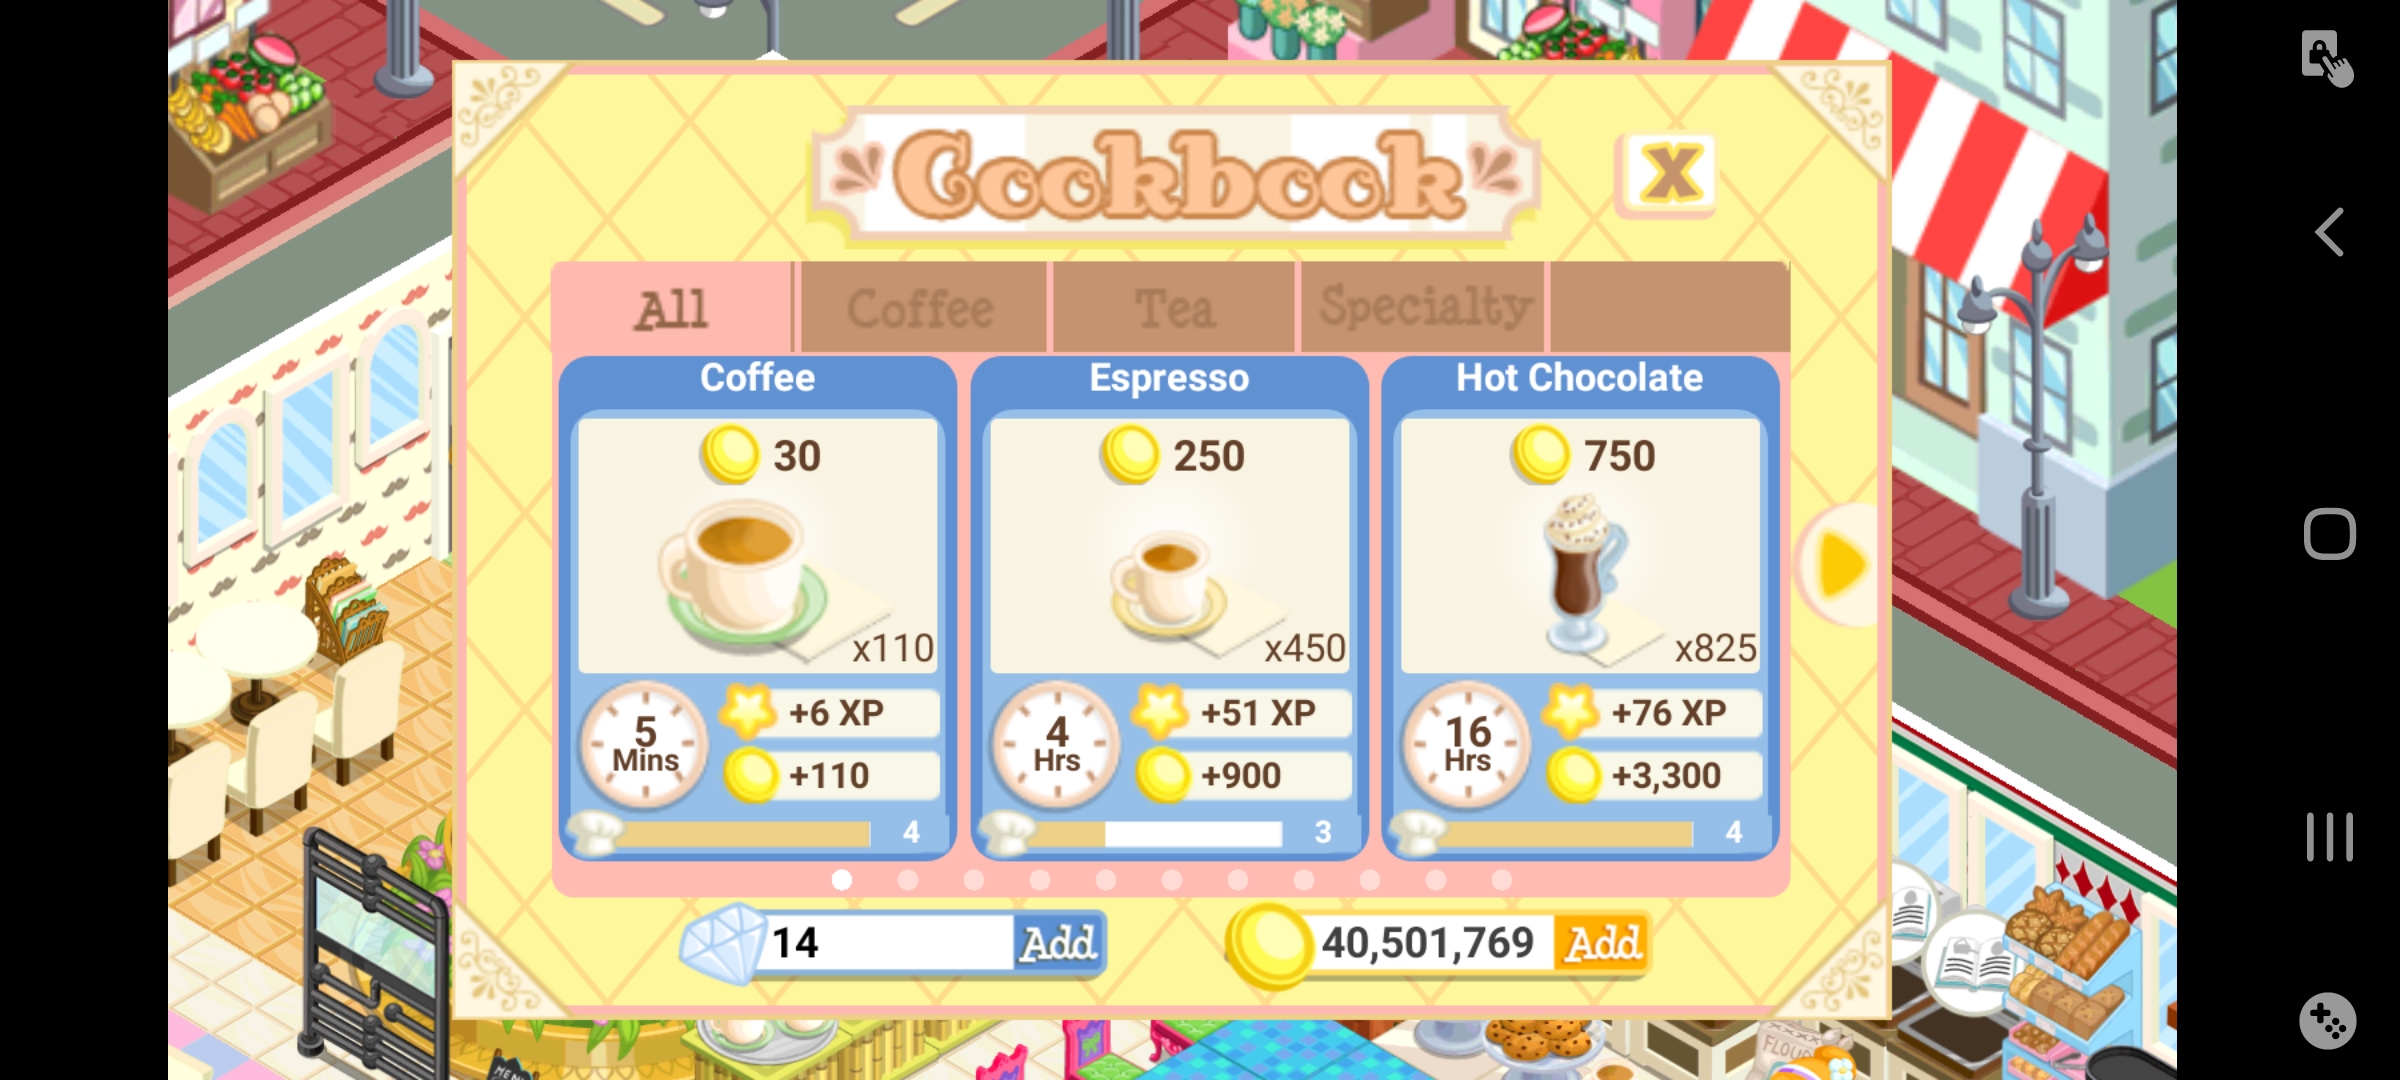 Cookbook
X
All
Coffee
Tea
Specialty
Coffee
30
x110
5
Mins
+6 XP
+110
4
Espresso
250
x450
4
Hrs
+51 XP
+900
3
Hot Chocolate
750
x825
16
Hrs
+76 XP
+3,300
4
14
Add
40,501,769
Add
MENU
FLOUR